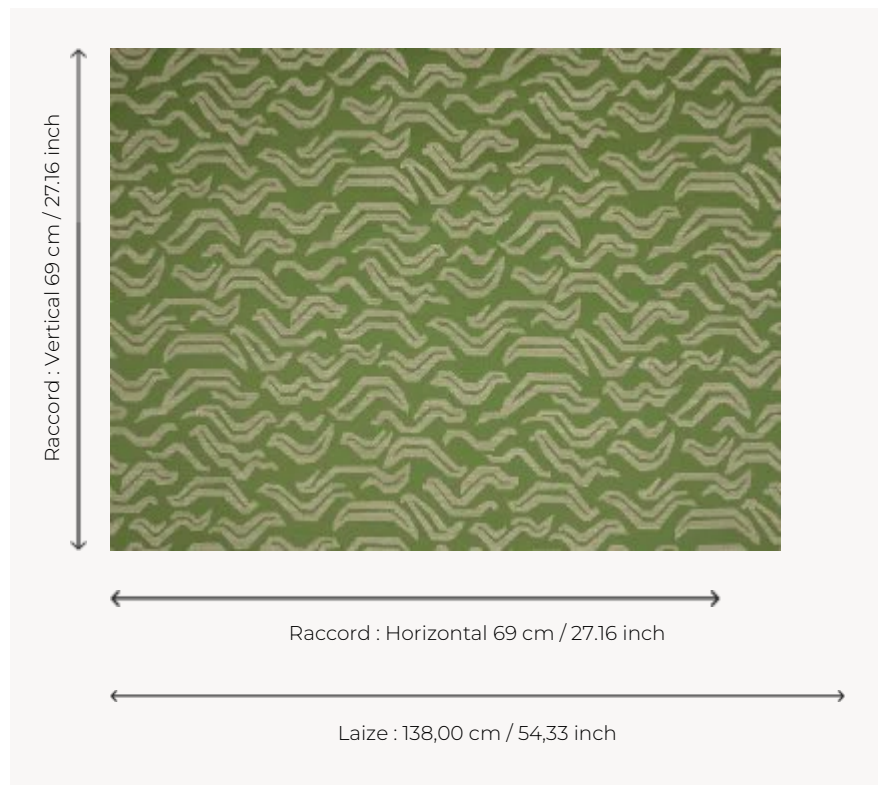 Raccord : Vertical 69 cm / 27.16 inch
Raccord : Horizontal 69 cm / 27.16 inch
Laize : 138,00 cm / 54,33 inch